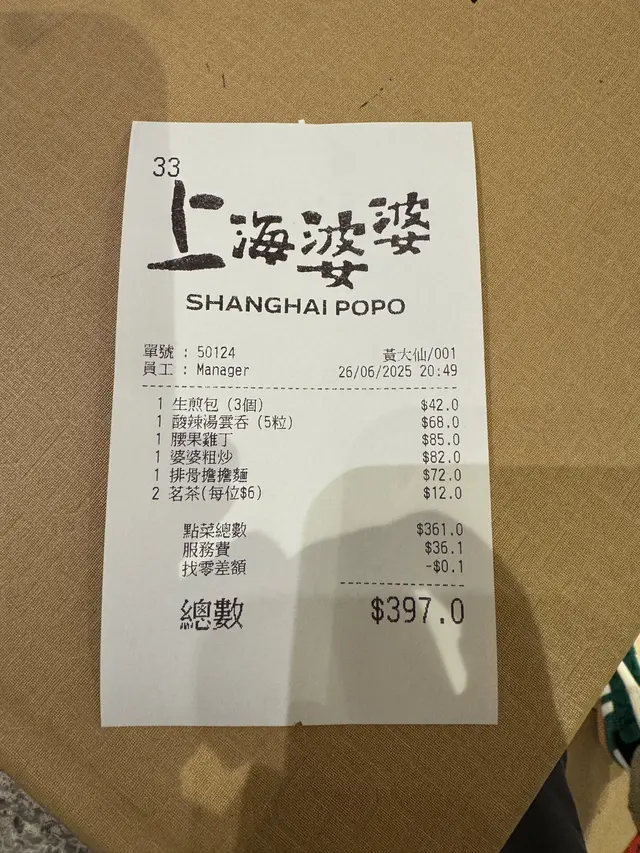 33
上海婆婆
SHANGHAI POPO
單號 : 50124 黃大仙/001
員工 : Manager 26/06/2025 20:49
1 生煎包 (3個) $42.0
1 酸辣湯雲吞 (5粒) $68.0
1 腰果雞丁 $85.0
1 婆婆粗炒 $82.0
1 排骨擔擔麵 $72.0
2 茗茶(每位$6) $12.0
點菜總數 $361.0
服務費 $36.1
找零差額 -$0.1
總數 $397.0